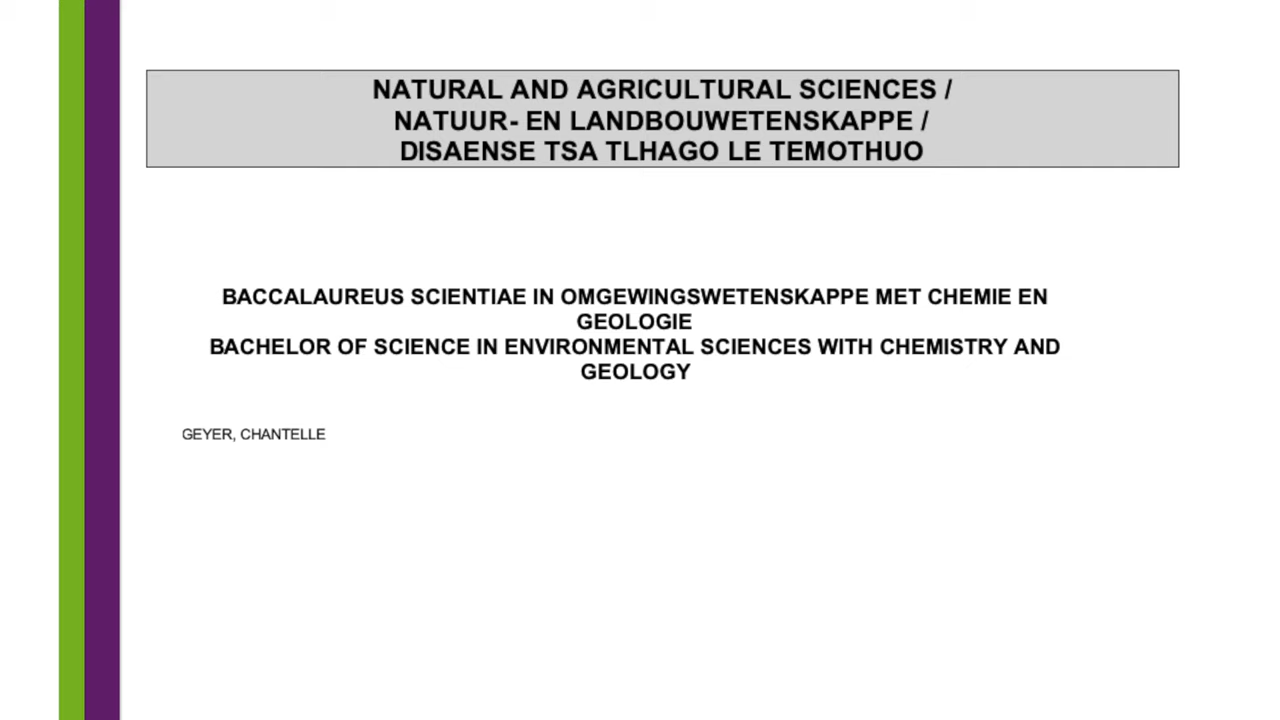 NATURAL AND AGRICULTURAL SCIENCES /
NATUUR- EN LANDBOUWETENSKAPPE /
DISAENSE TSA TLHAGO LE TEMOTHUO
BACCALAUREUS SCIENTIAE IN OMGEWINGSWETENSKAPPE MET CHEMIE EN
GEOLOGIE
BACHELOR OF SCIENCE IN ENVIRONMENTAL SCIENCES WITH CHEMISTRY AND
GEOLOGY
GEYER, CHANTELLE